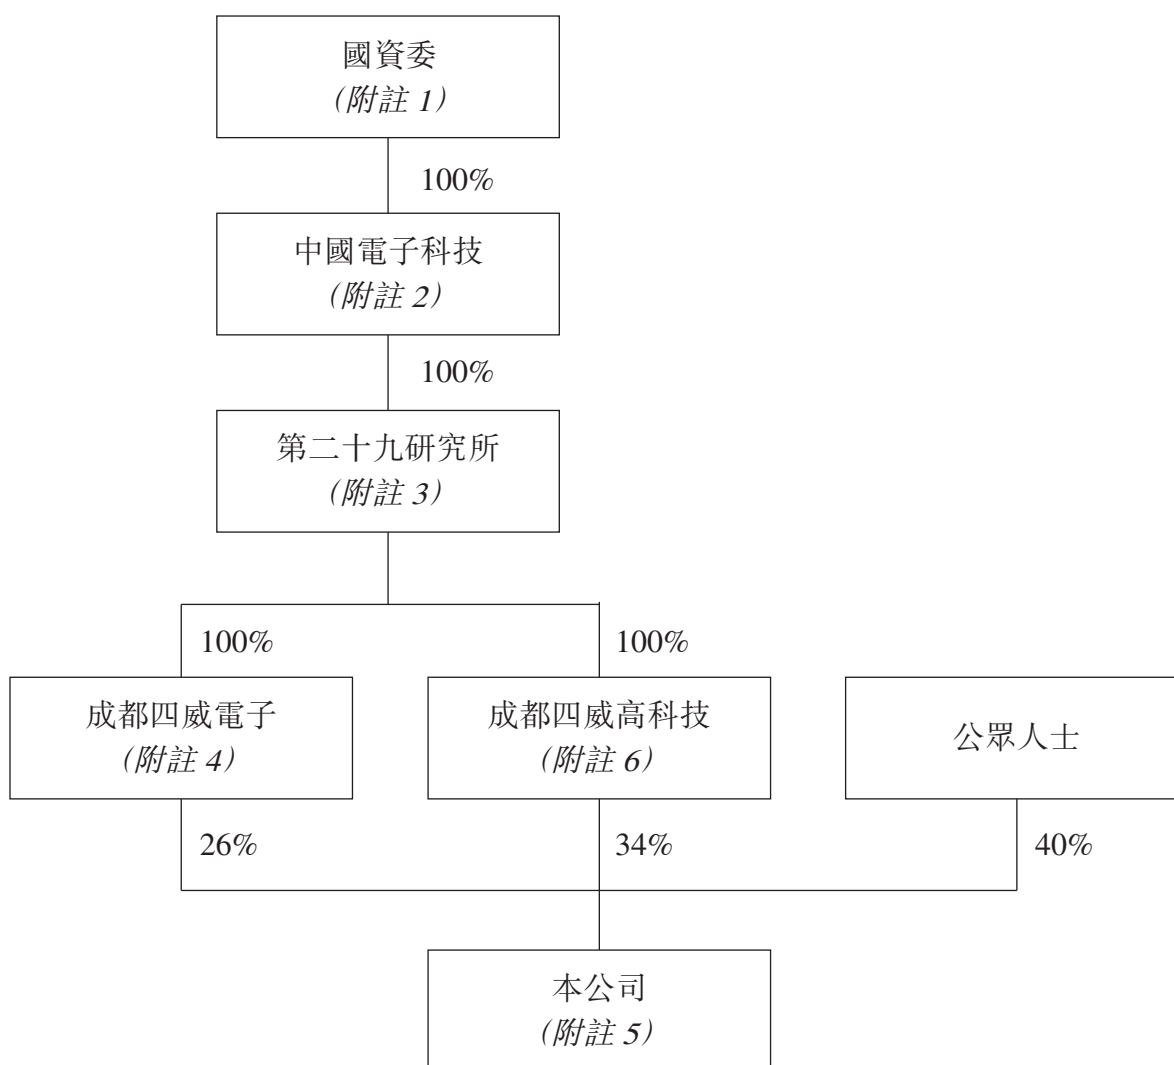 國資委
(附註 1)
100%
中國電子科技
(附註 2)
100%
第二十九研究所
(附註 3)
100%
100%
成都四威電子
(附註 4)
成都四威高科技
(附註 6)
公眾人士
26%
34%
40%
本公司
(附註 5)